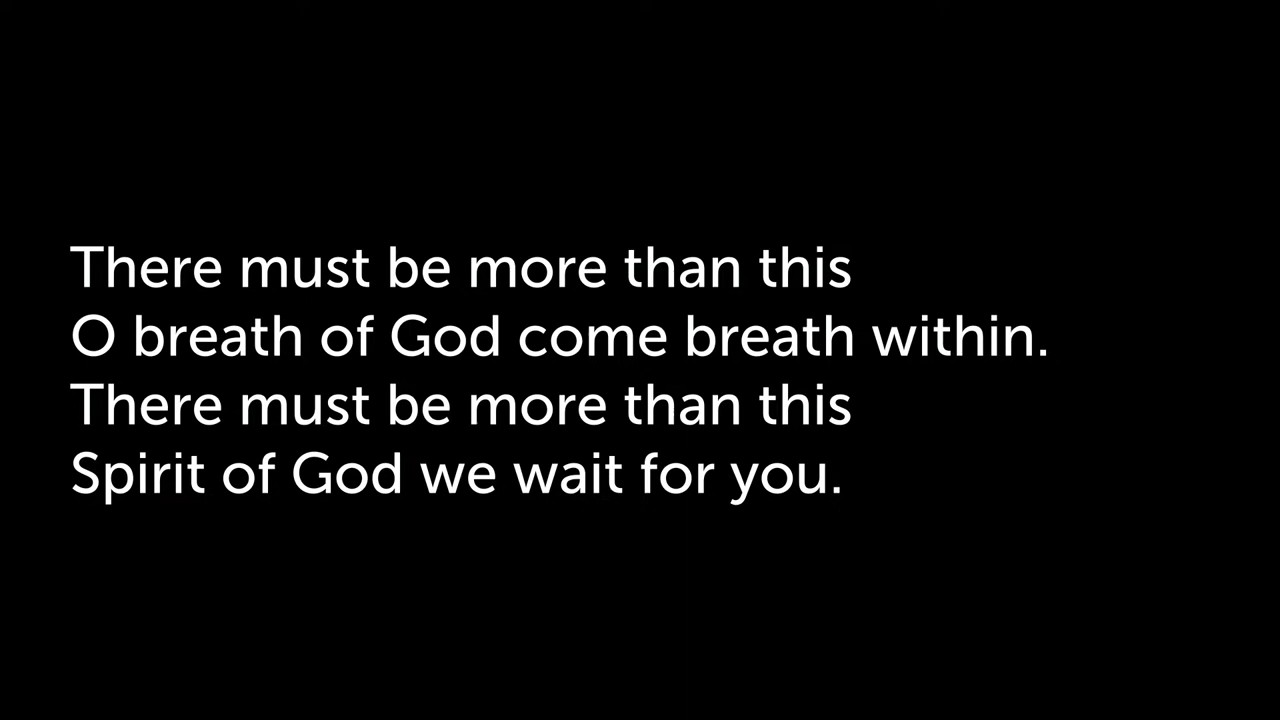 There must be more than this
O breath of God come breath within.
There must be more than this
Spirit of God we wait for you.